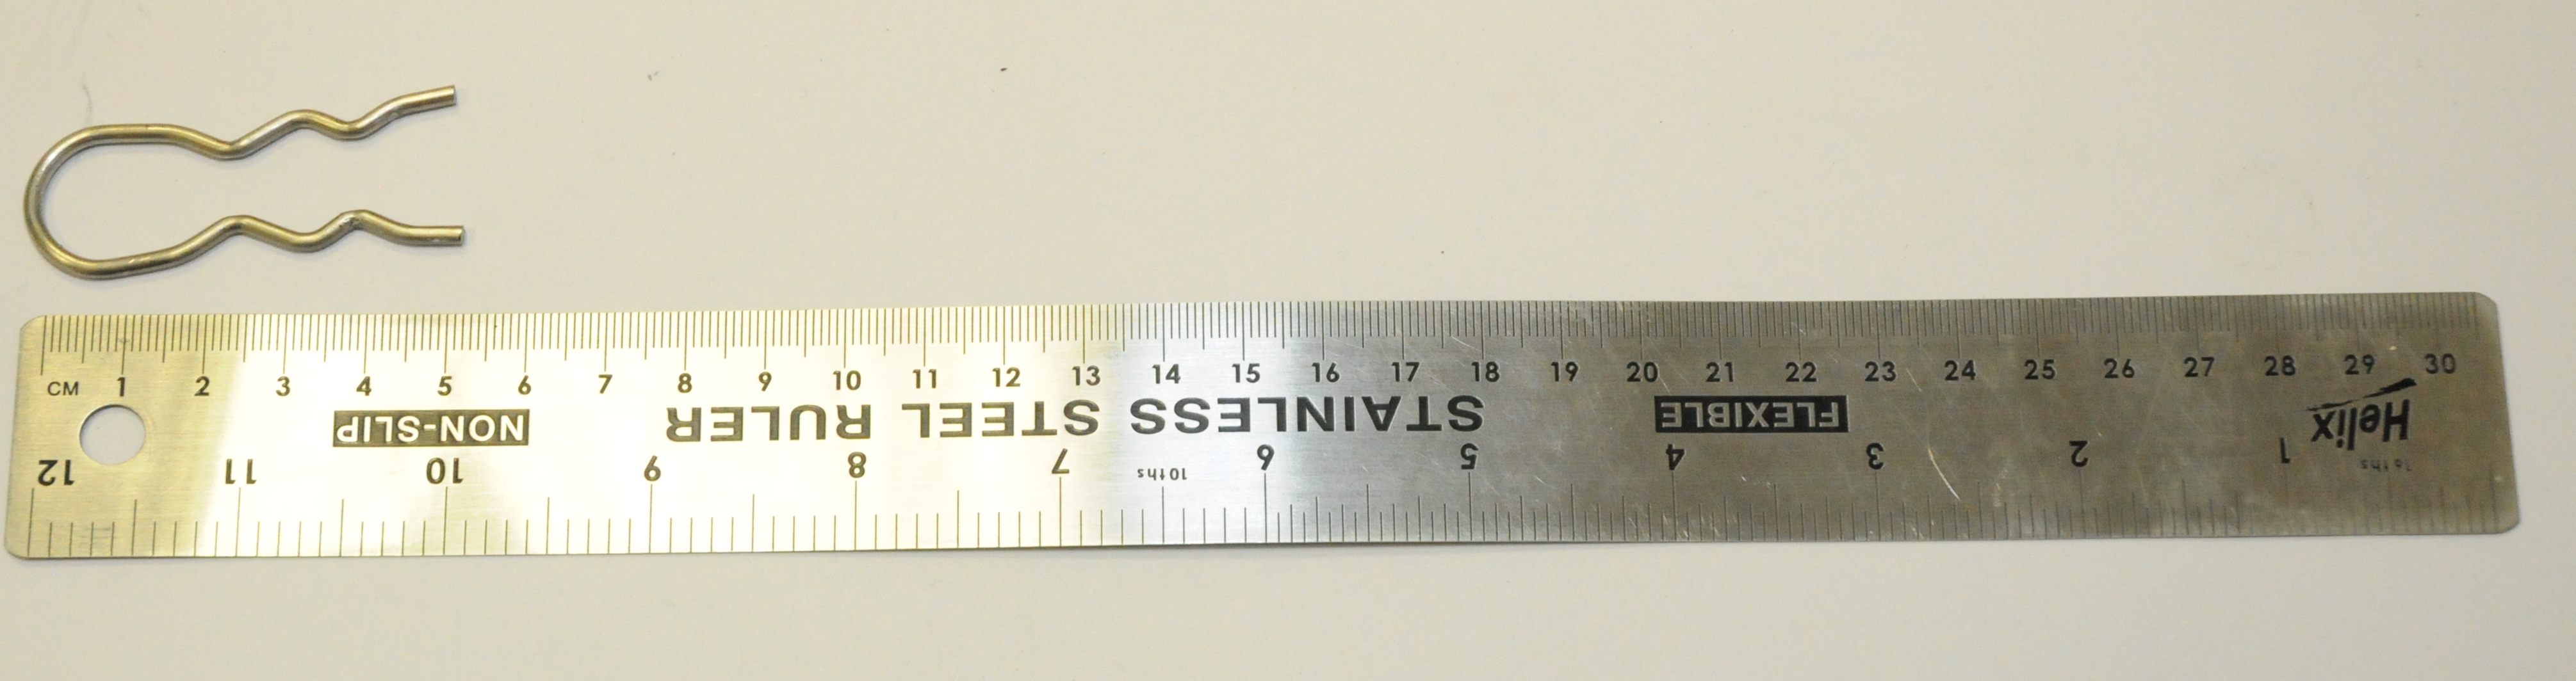 CM 1 2 3 4 5 6 7 8 9 10 11 12 13 14 15 16 17 18 19 20 21 22 23 24 25 26 27 28 29 30
Helix FLEXIBLE STAINLESS STEEL RULER NON-SLIP
16ths 1 2 3 4 5 6 10ths 7 8 9 10 11 12